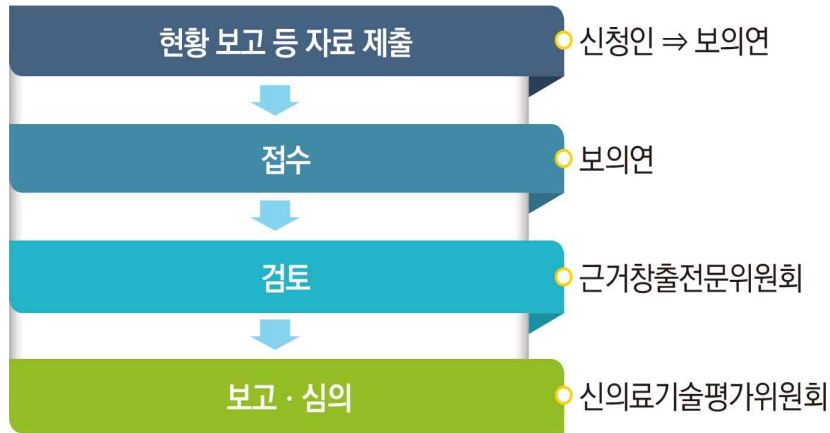 현황 보고 등 자료 제출
신청인 ⇒ 보의연
접수
보의연
검토
근거창출전문위원회
보고 · 심의
신의료기술평가위원회